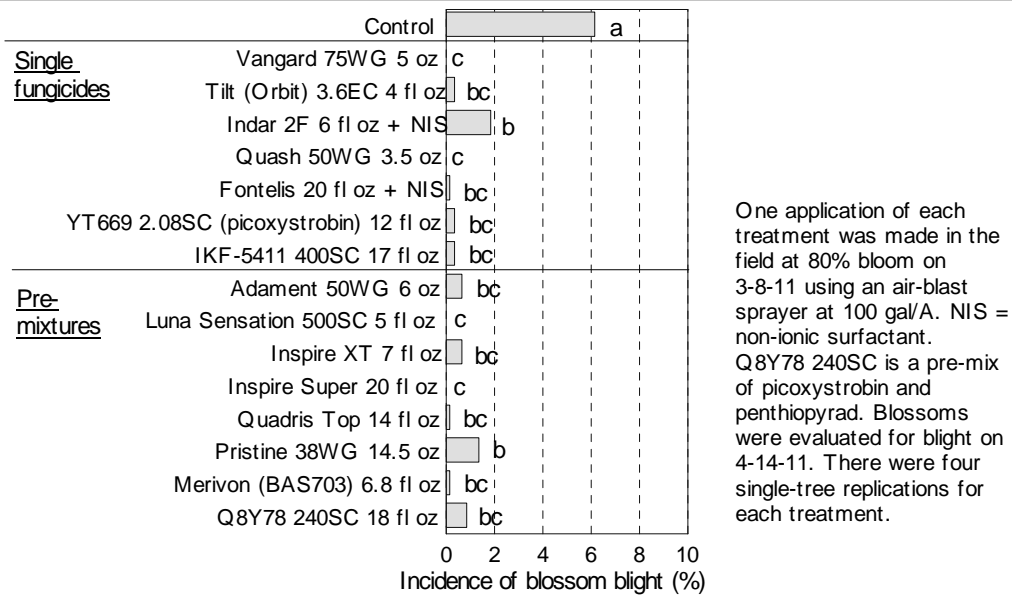 Control a
Single
fungicides
Vangard 75WG 5 oz c
Tilt (Orbit) 3.6EC 4 fl oz bc
Indar 2F 6 fl oz + NIS b
Quash 50WG 3.5 oz c
Fontelis 20 fl oz + NIS bc
YT669 2.08SC (picoxystrobin) 12 fl oz bc
IKF-5411 400SC 17 fl oz bc
Pre-
mixtures
Adament 50WG 6 oz bc
Luna Sensation 500SC 5 fl oz c
Inspire XT 7 fl oz bc
Inspire Super 20 fl oz c
Quadris Top 14 fl oz bc
Pristine 38WG 14.5 oz b
Merivon (BAS703) 6.8 fl oz bc
Q8Y78 240SC 18 fl oz bc
0 2 4 6 8 10
Incidence of blossom blight (%)
One application of each
treatment was made in the
field at 80% bloom on
3-8-11 using an air-blast
sprayer at 100 gal/A. NIS =
non-ionic surfactant.
Q8Y78 240SC is a pre-mix
of picoxystrobin and
penthiopyrad. Blossoms
were evaluated for blight on
4-14-11. There were four
single-tree replications for
each treatment.